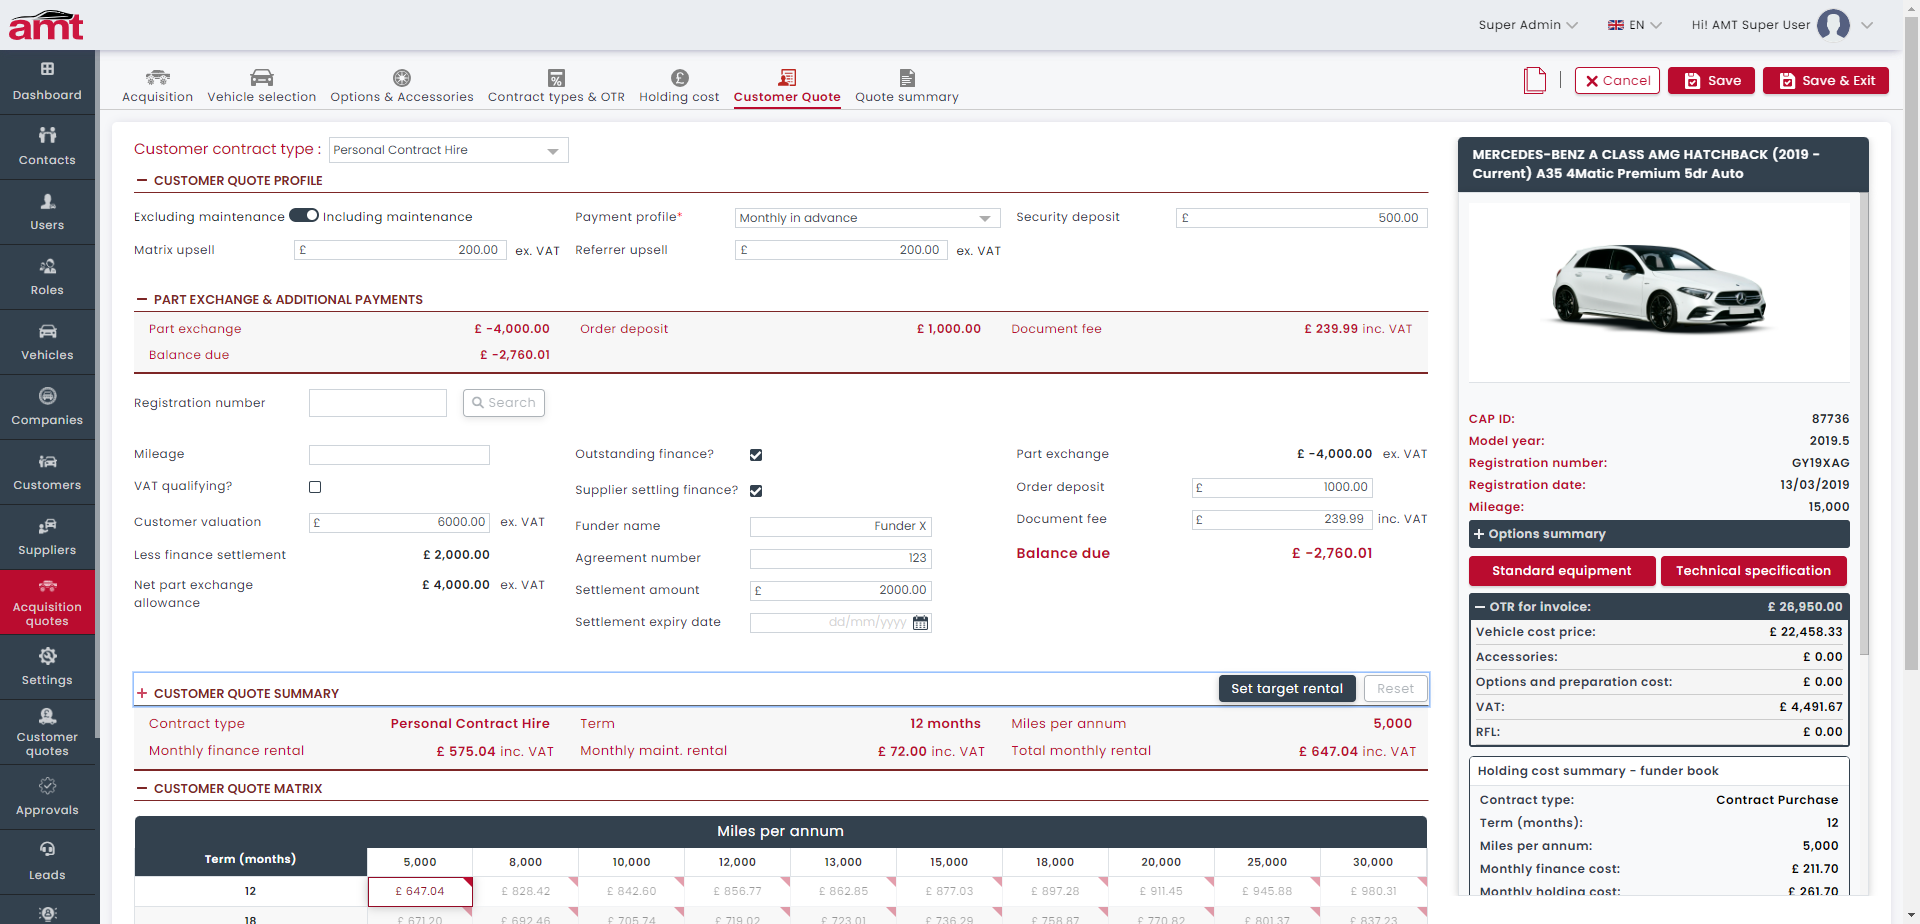 amt
Super Admin
EN
Hi! AMT Super User
Dashboard
Contacts
Users
Roles
Vehicles
Companies
Customers
Suppliers
Acquisition
quotes
Settings
Customer
quotes
Approvals
Leads
Acquisition
Vehicle selection
Options & Accessories
Contract types & OTR
Holding cost
Customer Quote
Quote summary
Cancel
Save
Save & Exit
Customer contract type : Personal Contract Hire
CUSTOMER QUOTE PROFILE
Excluding maintenance Including maintenance
Payment profile* Monthly in advance
Security deposit £ 500.00
Matrix upsell £ 200.00 ex. VAT
Referrer upsell £ 200.00 ex. VAT
PART EXCHANGE & ADDITIONAL PAYMENTS
Part exchange £ -4,000.00
Order deposit £ 1,000.00
Document fee £ 239.99 inc. VAT
Balance due £ -2,760.01
Registration number Search
Mileage
VAT qualifying?
Customer valuation £ 6000.00 ex. VAT
Less finance settlement £ 2,000.00
Net part exchange £ 4,000.00 ex. VAT
allowance
Outstanding finance?
Supplier settling finance?
Funder name Funder X
Agreement number 123
Settlement amount £ 2000.00
Settlement expiry date dd/mm/yyyy
Part exchange £ -4,000.00 ex. VAT
Order deposit £ 1000.00
Document fee £ 239.99 inc. VAT
Balance due £ -2,760.01
CUSTOMER QUOTE SUMMARY
Set target rental Reset
Contract type Personal Contract Hire
Term 12 months
Miles per annum 5,000
Monthly finance rental £ 575.04 inc. VAT
Monthly maint. rental £ 72.00 inc. VAT
Total monthly rental £ 647.04 inc. VAT
CUSTOMER QUOTE MATRIX
Miles per annum
Term (months) 5,000 8,000 10,000 12,000 13,000 15,000 18,000 20,000 25,000 30,000
12 £ 647.04 £ 828.42 £ 842.60 £ 856.77 £ 862.85 £ 877.03 £ 897.28 £ 911.45 £ 945.88 £ 980.31
18 £ 671.20 £ 692.46 £ 705.74 £ 719.02 £ 723.01 £ 736.29 £ 758.87 £ 770.82 £ 801.37 £ 837.23
MERCEDES-BENZ A CLASS AMG HATCHBACK (2019 -
Current) A35 4Matic Premium 5dr Auto
CAP ID: 87736
Model year: 2019.5
Registration number: GY19XAG
Registration date: 13/03/2019
Mileage: 15,000
Options summary
Standard equipment
Technical specification
OTR for invoice: £ 26,950.00
Vehicle cost price: £ 22,458.33
Accessories: £ 0.00
Options and preparation cost: £ 0.00
VAT: £ 4,491.67
RFL: £ 0.00
Holding cost summary - funder book
Contract type: Contract Purchase
Term (months): 12
Miles per annum: 5,000
Monthly finance cost: £ 211.70
Monthly holding cost: £ 261.70